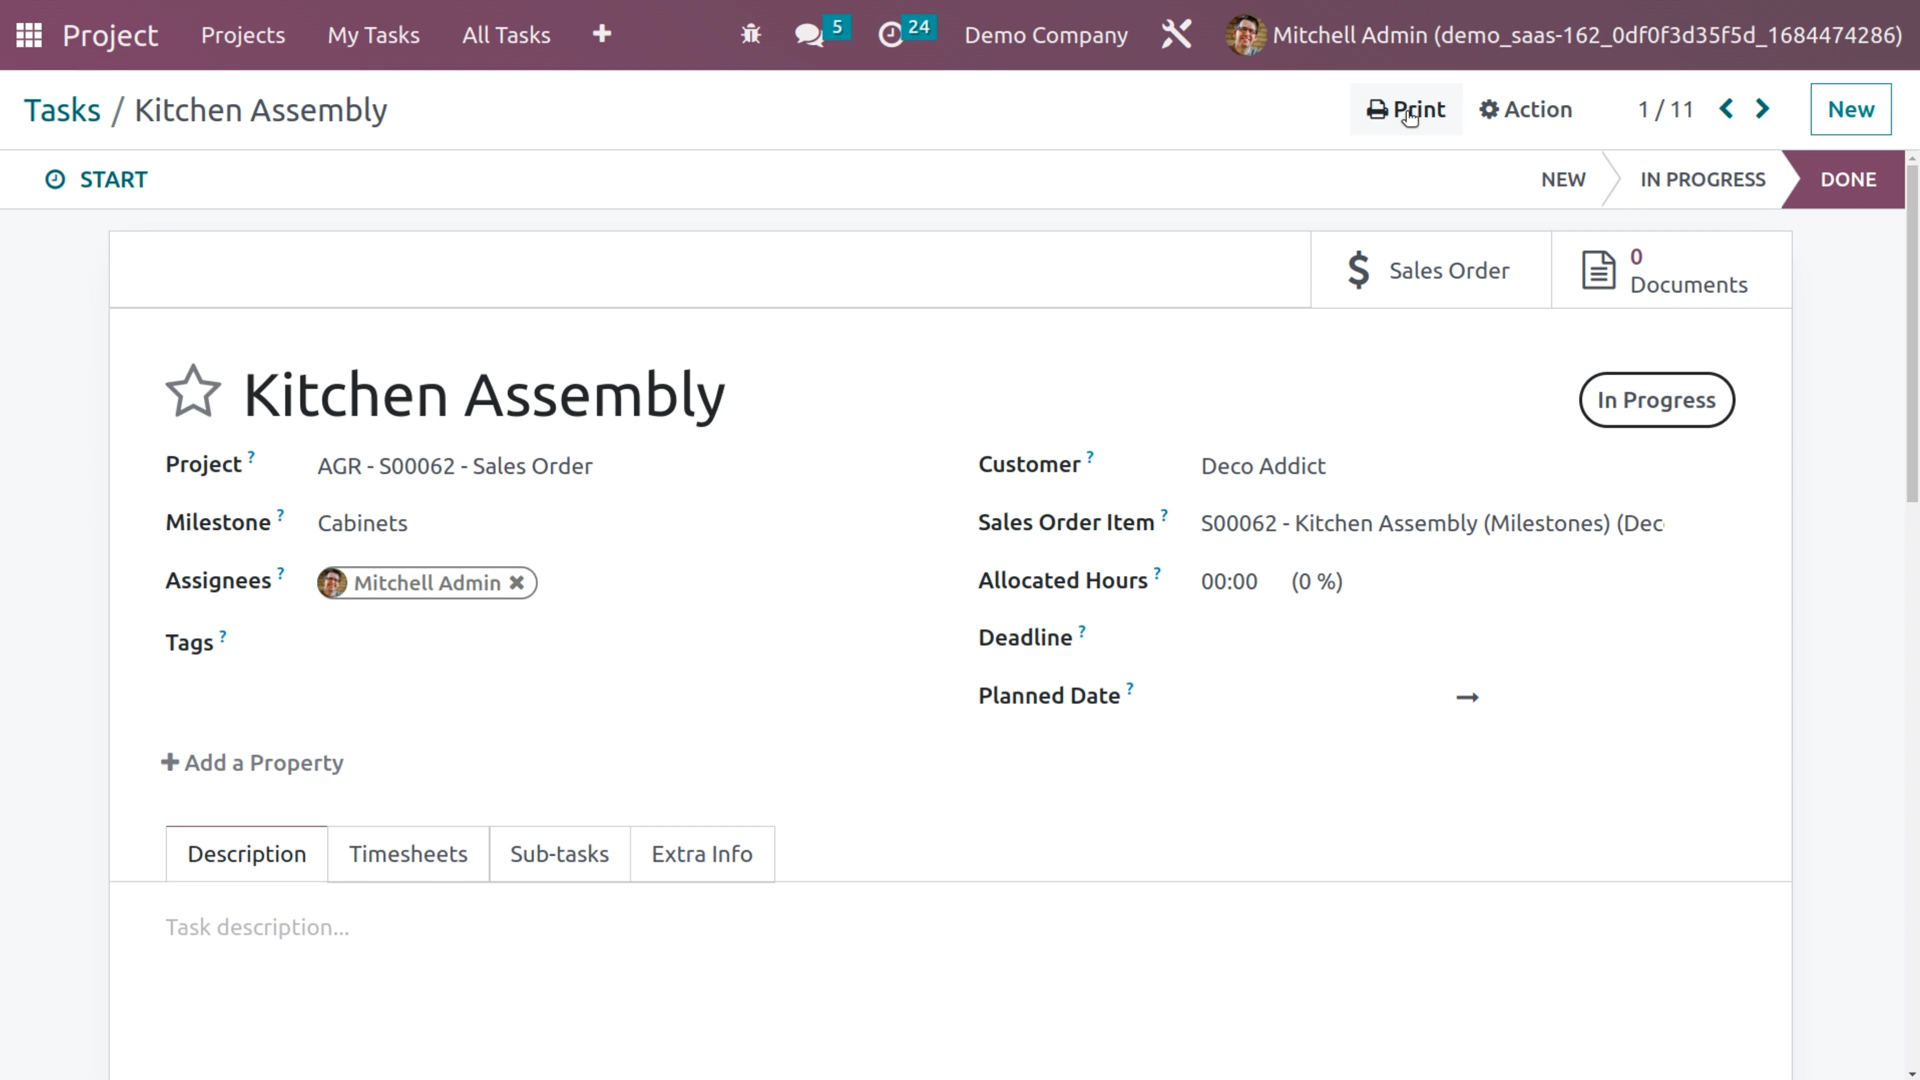 Project Projects My Tasks All Tasks 5 24 Demo Company Mitchell Admin (demo_saas-162_0df0f3d35f5d_1684474286)
Tasks / Kitchen Assembly Print Action 1 / 11 New
START NEW IN PROGRESS DONE
Sales Order 0 Documents
Kitchen Assembly In Progress
Project ? AGR - S00062 - Sales Order Customer ? Deco Addict
Milestone ? Cabinets Sales Order Item ? S00062 - Kitchen Assembly (Milestones) (Dec
Assignees ? Mitchell Admin Allocated Hours ? 00:00 (0 %)
Tags ? Deadline ?
Planned Date ?
Add a Property
Description Timesheets Sub-tasks Extra Info
Task description...